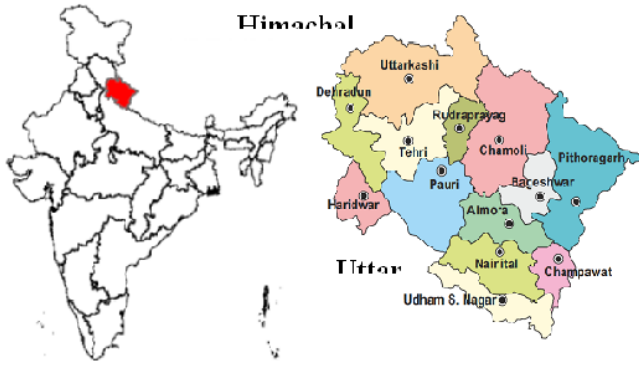 Himachal
Uttarkashi
Dehradun
Rudraprayag
Tehri
Chamoli
Pithoragarh
Pauri
Bageshwar
Haridwar
Almora
Uttar
Nainital
Champawat
Udham S. Nagar